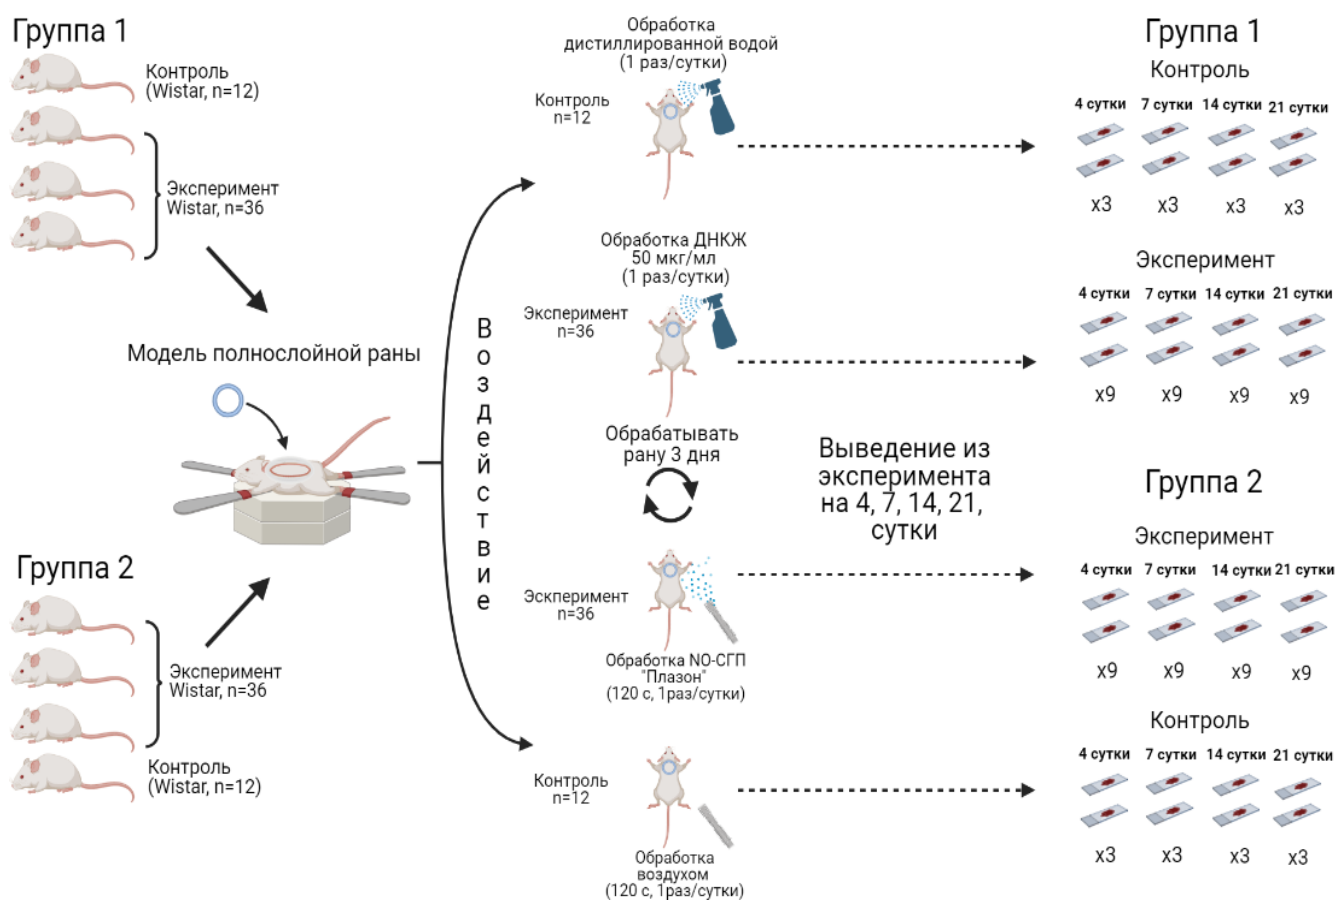 Группа 1
Контроль
(Wistar, n=12)
Эксперимент
Wistar, n=36
Модель полнослойной раны
Группа 2
Эксперимент
Wistar, n=36
Контроль
(Wistar, n=12)
Воздействие
Обработка
дистиллированной водой
(1 раз/сутки)
Контроль
n=12
Обработка ДНКЖ
50 мкг/мл
(1 раз/сутки)
Эксперимент
n=36
Обрабатывать
рану 3 дня
Эскперимент
n=36
Обработка NO-СГП
"Плазон"
(120 с, 1раз/сутки)
Контроль
n=12
Обработка
воздухом
(120 с, 1раз/сутки)
Выведение из
эксперимента
на 4, 7, 14, 21,
сутки
Группа 1
Контроль
4 сутки 7 сутки 14 сутки 21 сутки
x3 x3 x3 x3
Эксперимент
4 сутки 7 сутки 14 сутки 21 сутки
x9 x9 x9 x9
Группа 2
Эксперимент
4 сутки 7 сутки 14 сутки 21 сутки
x9 x9 x9 x9
Контроль
4 сутки 7 сутки 14 сутки 21 сутки
x3 x3 x3 x3